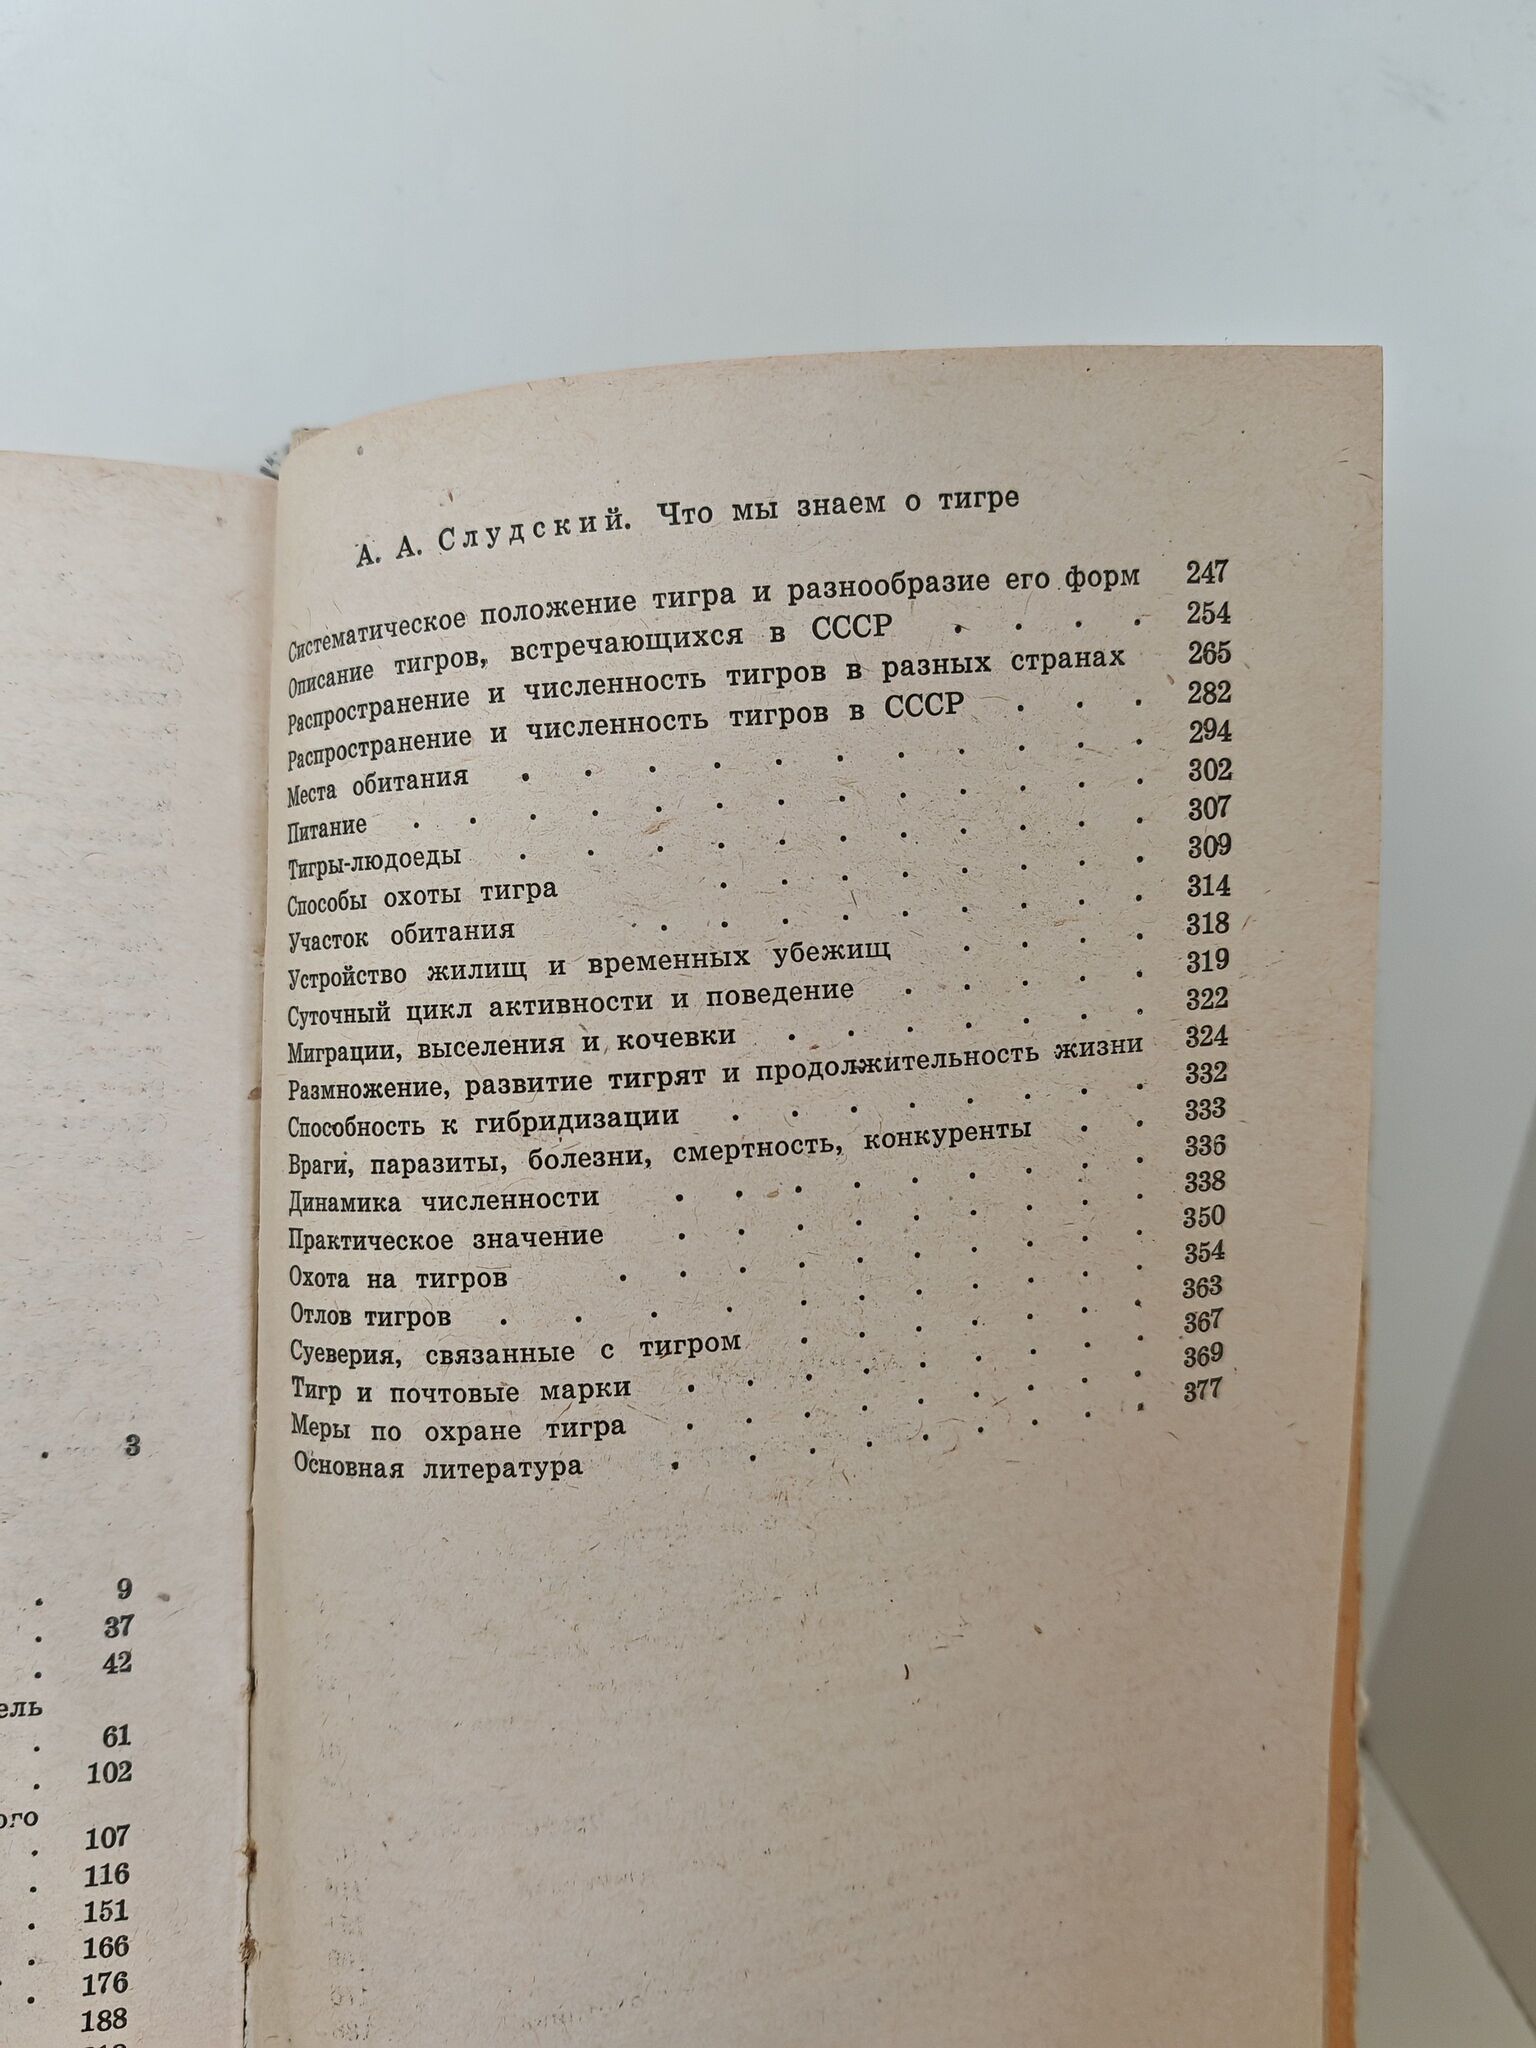 А. А. Слудский. Что мы знаем о тигре
Систематическое положение тигра и разнообразие его форм 247
Описание тигров, встречающихся в СССР . . . . 254
Распространение и численность тигров в разных странах 265
Распространение и численность тигров в СССР . . . 282
Места обитания . . . . . . . . . . . 294
Питание . . . . . . . . . . . . . 302
Тигры-людоеды . . . . . . . . . . . 307
Способы охоты тигра . . . . . . . . 309
Участок обитания . . . . . . . . . 314
Устройство жилищ и временных убежищ . . . . 318
Суточный цикл активности и поведение . . . . . 319
Миграции, выселения и кочевки . . . . . . . 322
Размножение, развитие тигрят и продолжительность жизни 324
Способность к гибридизации . . . . . . . . 332
Враги, паразиты, болезни, смертность, конкуренты . . 333
Динамика численности . . . . . . . . . 336
Практическое значение . . . . . . . . . 338
Охота на тигров . . . . . . . . . . 350
Отлов тигров . . . . . . . . . . . 354
Суеверия, связанные с тигром . . . . . . . 363
Тигр и почтовые марки . . . . . . . . . 367
Меры по охране тигра . . . . . . . . . 369
Основная литература . . . . . . . . . 377
. 3
. 9
. 37
. 42
ель
. 61
. 102
ого
. 107
. 116
. 151
. 166
. 176
188